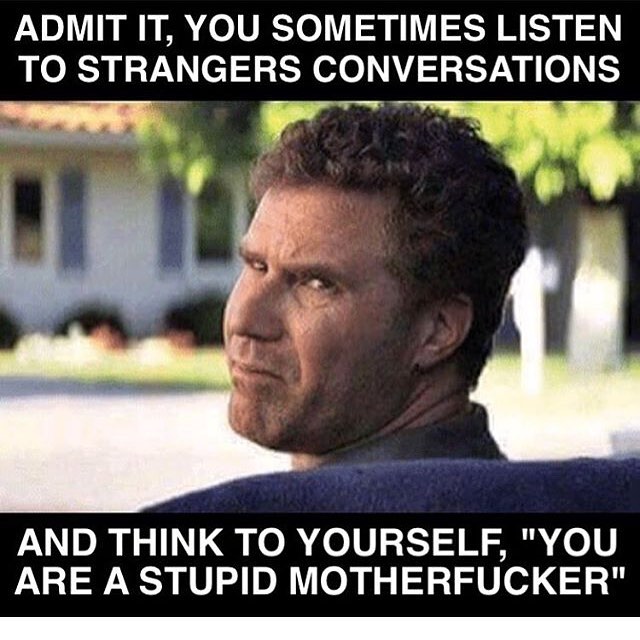 ADMIT IT, YOU SOMETIMES LISTEN
TO STRANGERS CONVERSATIONS
AND THINK TO YOURSELF, "YOU
ARE A STUPID MOTHERFUCKER"